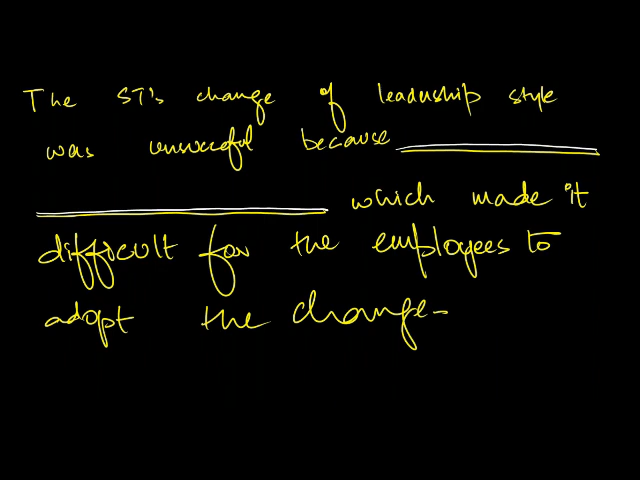 The ST's change of leadership style
was unsuccesful because
which made it
difficult for the employees to
adopt the change.